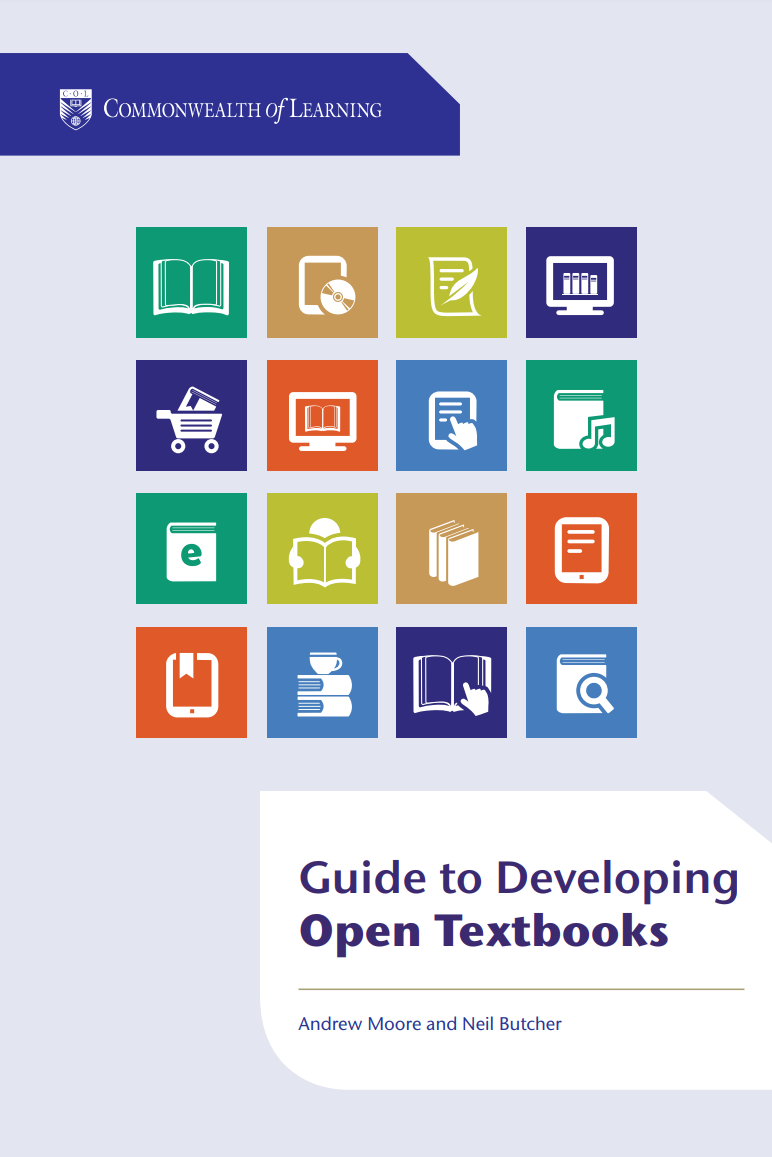 C·O·L
COMMONWEALTH of LEARNING
e
Guide to Developing
Open Textbooks
Andrew Moore and Neil Butcher